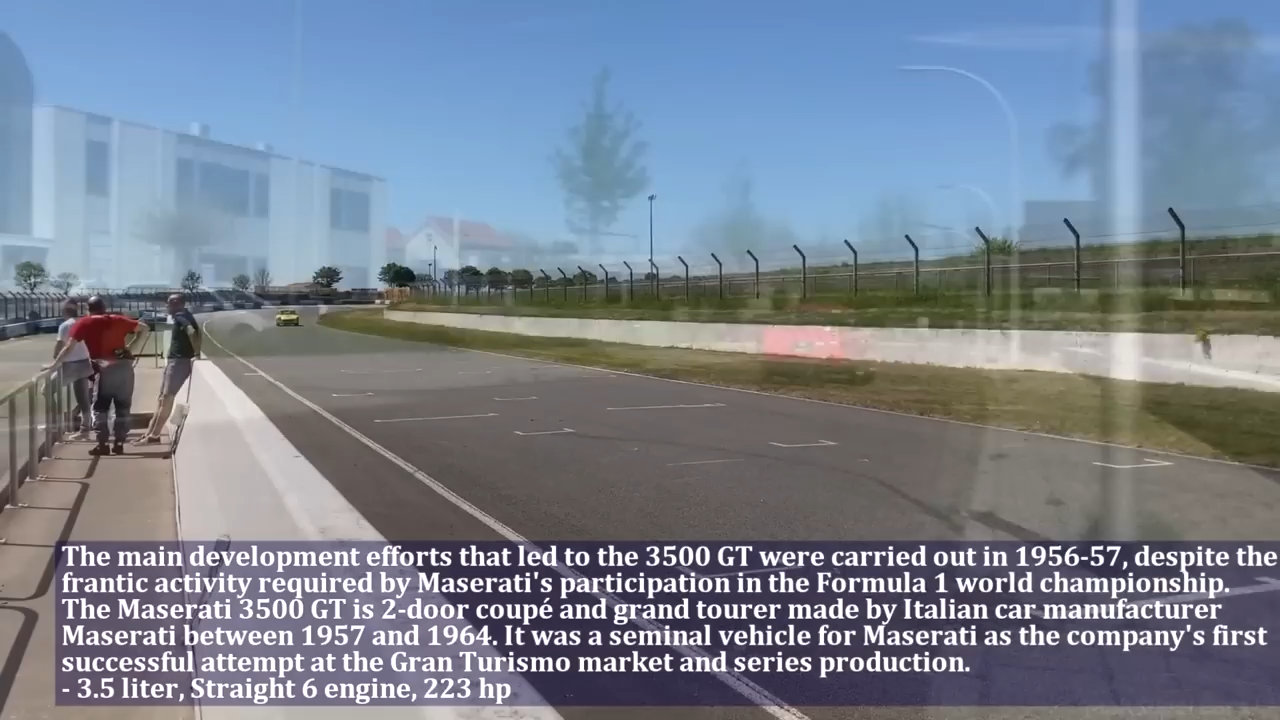 The main development efforts that led to the 3500 GT were carried out in 1956-57, despite the
frantic activity required by Maserati's participation in the Formula 1 world championship.
The Maserati 3500 GT is 2-door coupé and grand tourer made by Italian car manufacturer
Maserati between 1957 and 1964. It was a seminal vehicle for Maserati as the company's first
successful attempt at the Gran Turismo market and series production.
- 3.5 liter, Straight 6 engine, 223 hp